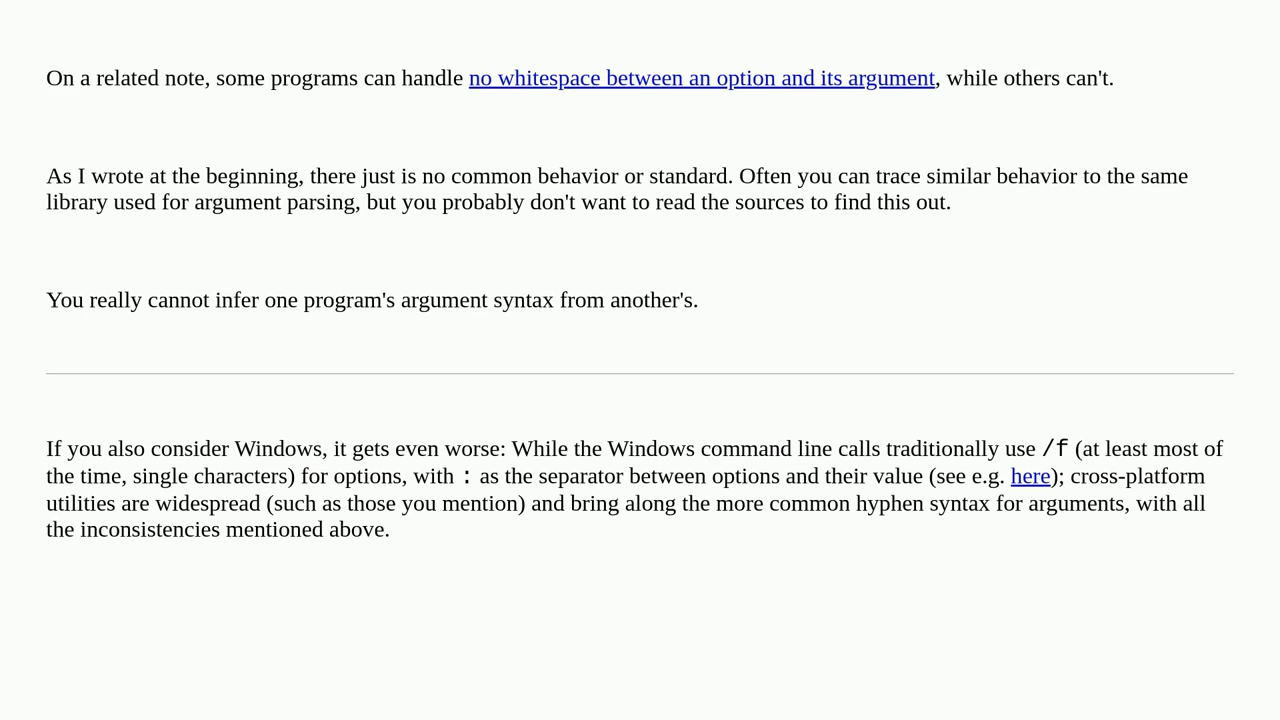 On a related note, some programs can handle no whitespace between an option and its argument, while others can't.
As I wrote at the beginning, there just is no common behavior or standard. Often you can trace similar behavior to the same
library used for argument parsing, but you probably don't want to read the sources to find this out.
You really cannot infer one program's argument syntax from another's.
If you also consider Windows, it gets even worse: While the Windows command line calls traditionally use /f (at least most of
the time, single characters) for options, with : as the separator between options and their value (see e.g. here); cross-platform
utilities are widespread (such as those you mention) and bring along the more common hyphen syntax for arguments, with all
the inconsistencies mentioned above.